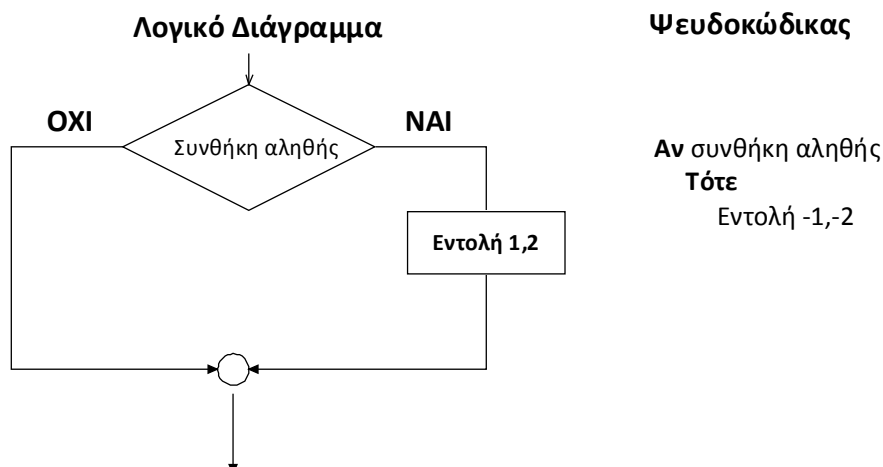 Λογικό Διάγραμμα
Ψευδοκώδικας
ΟΧΙ
ΝΑΙ
Συνθήκη αληθής
Αν συνθήκη αληθής
Τότε
Εντολή -1,-2
Εντολή 1,2